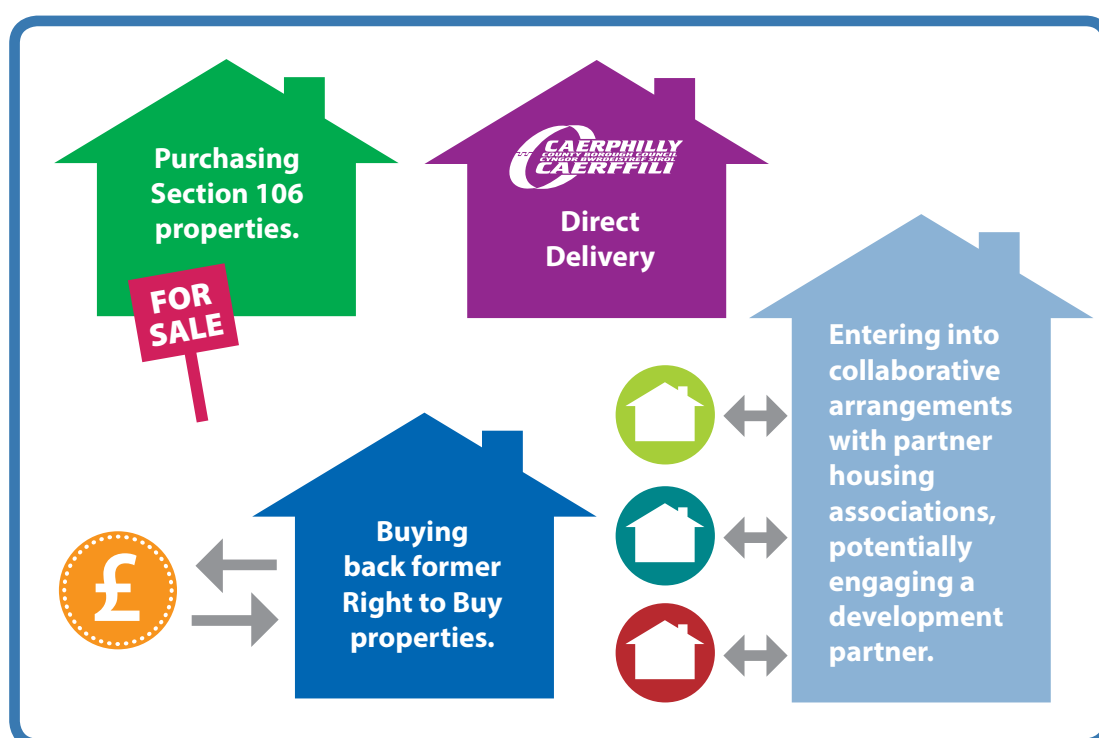 Purchasing
Section 106
properties.
FOR
SALE
CAERPHILLY
COUNTY BOROUGH COUNCIL
CYNGOR BWRDEISTREF SIROL
CAERFFILI
Direct
Delivery
Entering into
collaborative
arrangements
with partner
housing
associations,
potentially
engaging a
development
partner.
£
Buying
back former
Right to Buy
properties.